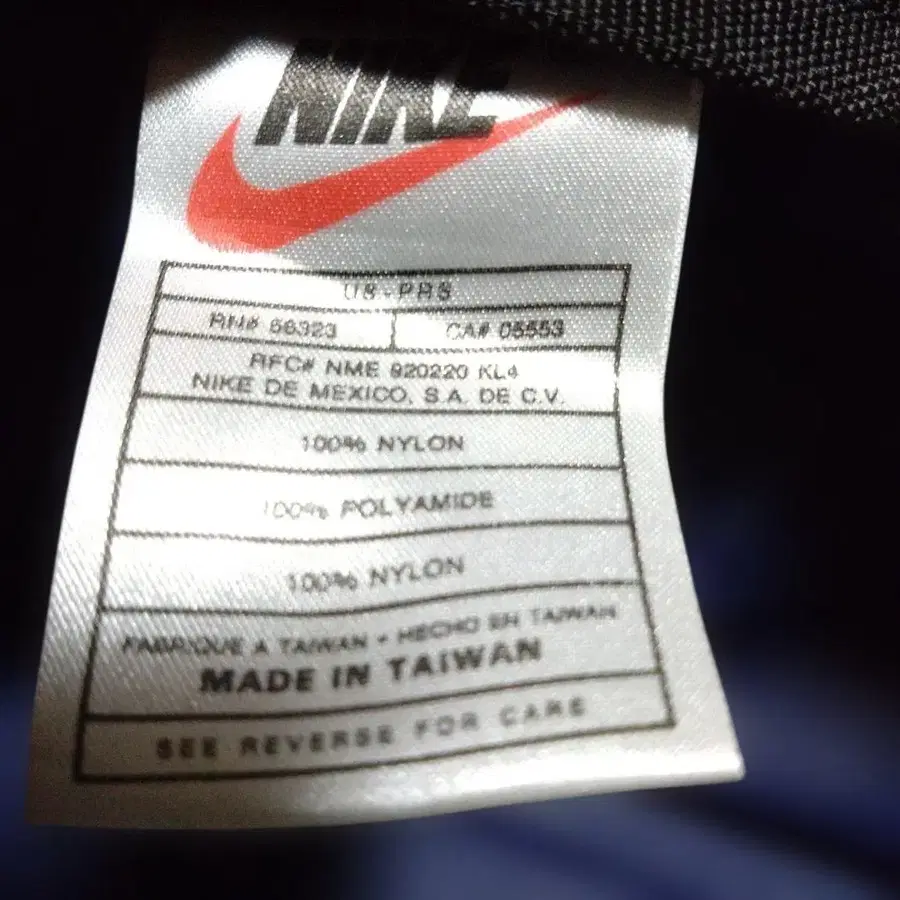 NIKE
US-PRS
RN# 56323 CA# 05553
RFC# NME 920220 KL4
NIKE DE MEXICO, S.A. DE C.V.
100% NYLON
100% POLYAMIDE
100% NYLON
FABRIQUE A TAIWAN • HECHO EN TAIWAN
MADE IN TAIWAN
SEE REVERSE FOR CARE